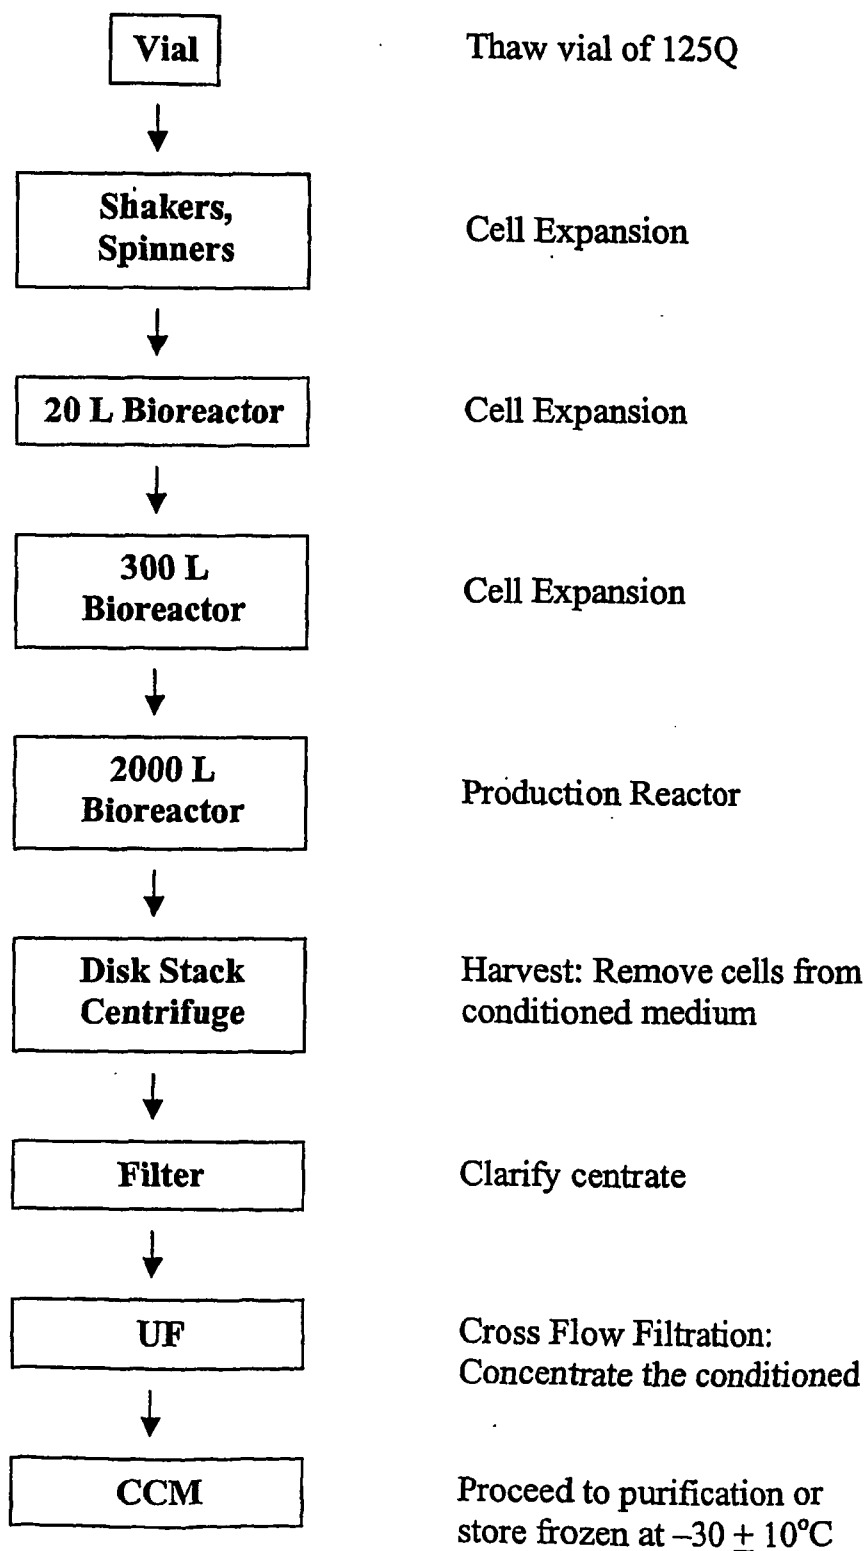 Vial
Thaw vial of 125Q
Shakers,
Spinners
Cell Expansion
20 L Bioreactor
Cell Expansion
300 L
Bioreactor
Cell Expansion
2000 L
Bioreactor
Production Reactor
Disk Stack
Centrifuge
Harvest: Remove cells from
conditioned medium
Filter
Clarify centrate
UF
Cross Flow Filtration:
Concentrate the conditioned
CCM
Proceed to purification or
store frozen at –30 ± 10°C